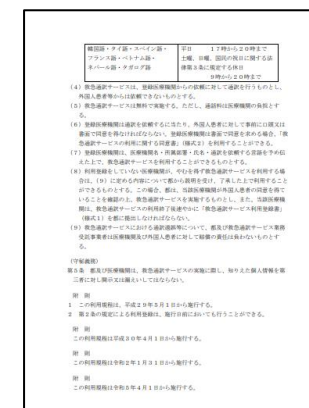 韓国語・タイ語・スペイン語・
フランス語・ベトナム語・
ネパール語・タガログ語
平日　１７時から２０時まで
土曜、日曜、国民の祝日に関する法
律第３条に規定する休日
９時から２０時まで
（４）救急通訳サービスは、登録医療機関からの依頼に対して通訳を行うものとし、
外国人患者等からは依頼できないものとする。
（５）救急通訳サービスは無料で実施する。ただし、通話料は医療機関の負担とす
る。
（６）登録医療機関は通訳を依頼するに当たり、外国人患者に対して事前に口頭又は
書面で同意を得なければならない。登録医療機関は書面で同意を求める場合、「救
急通訳サービスの利用に関する同意書」（様式２）を利用することができる。
（７）登録医療機関は、医療機関名・所属部署・氏名・通訳を依頼する言語を予め伝
えた上で、救急通訳サービスを利用することができるものとする。
（８）利用登録をしていない医療機関が、やむを得ず救急通訳サービスを利用する場
合は、（９）に定める内容について都から説明を受け、了承した上で利用すること
ができるものとする。この場合、都は、当該医療機関が外国人患者の同意を得て
いることを確認の上、救急通訳サービスを実施するものとし、また、当該医療機
関は、救急通訳サービスの利用終了後速やかに「救急通訳サービス利用登録書」
（様式１）を都に提出しなければならない。
（９）救急通訳サービスにおける通訳過誤等について、都及び救急通訳サービス業務
受託事業者は医療機関及び外国人患者に対して賠償の責任は負わないものとす
る。
（守秘義務）
第５条　都及び医療機関は、救急通訳サービスの実施に関し、知りえた個人情報を第
三者に対し開示又は漏えいしてはならない。
附　則
１　この利用規程は、平成２９年５月１日から施行する。
２　第２条の規定による利用登録は、施行日前においても行うことができる。
附　則
この利用規程は平成３０年４月１日から施行する。
附　則
この利用規程は令和２年１月３１日から施行する。
附　則
この利用規程は令和５年４月１日から施行する。